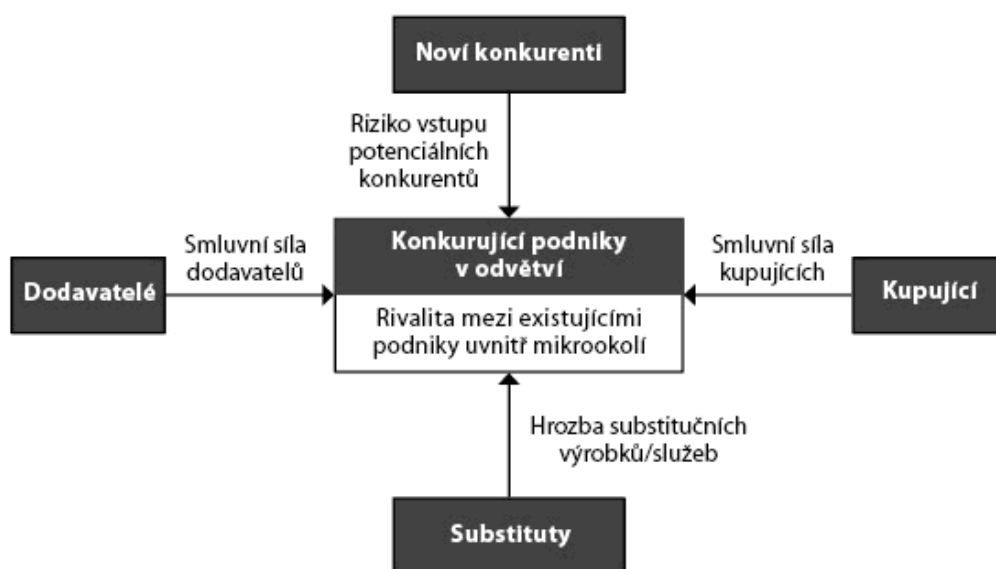 Noví konkurenti
Riziko vstupu
potenciálních
konkurentů
Smluvní síla
dodavatelů
Konkurující podniky
v odvětví
Smluvní síla
kupujících
Dodavatelé
Kupující
Rivalita mezi existujícími
podniky uvnitř mikrookolí
Hrozba substitučních
výrobků/služeb
Substituty